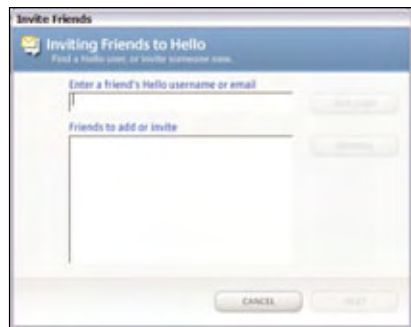 Invite Friends
Inviting Friends to Hello
Find a Hello user, or invite someone new.
Enter a friend's Hello username or email
Friends to add or invite
CANCEL
NEXT